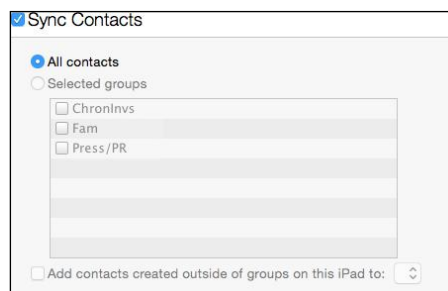 Sync Contacts
All contacts
Selected groups
ChronInvs
Fam
Press/PR
Add contacts created outside of groups on this iPad to: